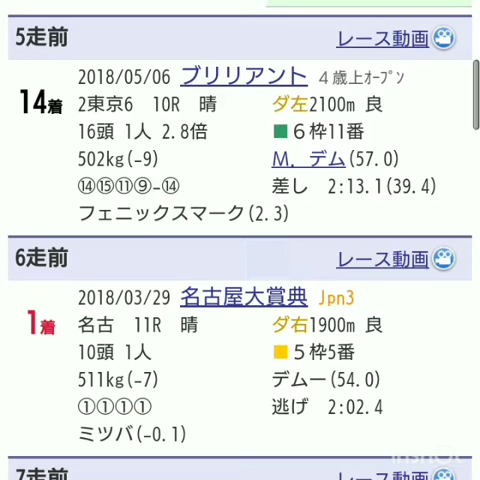 5走前 レース動画
2018/05/06 ブリリアント 4歳上オープン
14着 2東京6 10R 晴 ダ左2100m 良
16頭 1人 2.8倍 ■6枠11番
502kg(-9) M.デム(57.0)
⑭⑮⑪⑨-⑭ 差し 2:13.1(39.4)
フェニックスマーク(2.3)
6走前 レース動画
2018/03/29 名古屋大賞典 Jpn3
1着 名古 11R 晴 ダ右1900m 良
10頭 1人 ■5枠5番
511kg(-7) デムー(54.0)
①①①① 逃げ 2:02.4
ミツバ(-0.1)
7走前 レース動画